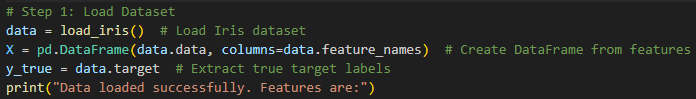 # Step 1: Load Dataset
data = load_iris()  # Load Iris dataset
X = pd.DataFrame(data.data, columns=data.feature_names)  # Create DataFrame from features
y_true = data.target  # Extract true target labels
print("Data loaded successfully. Features are:")